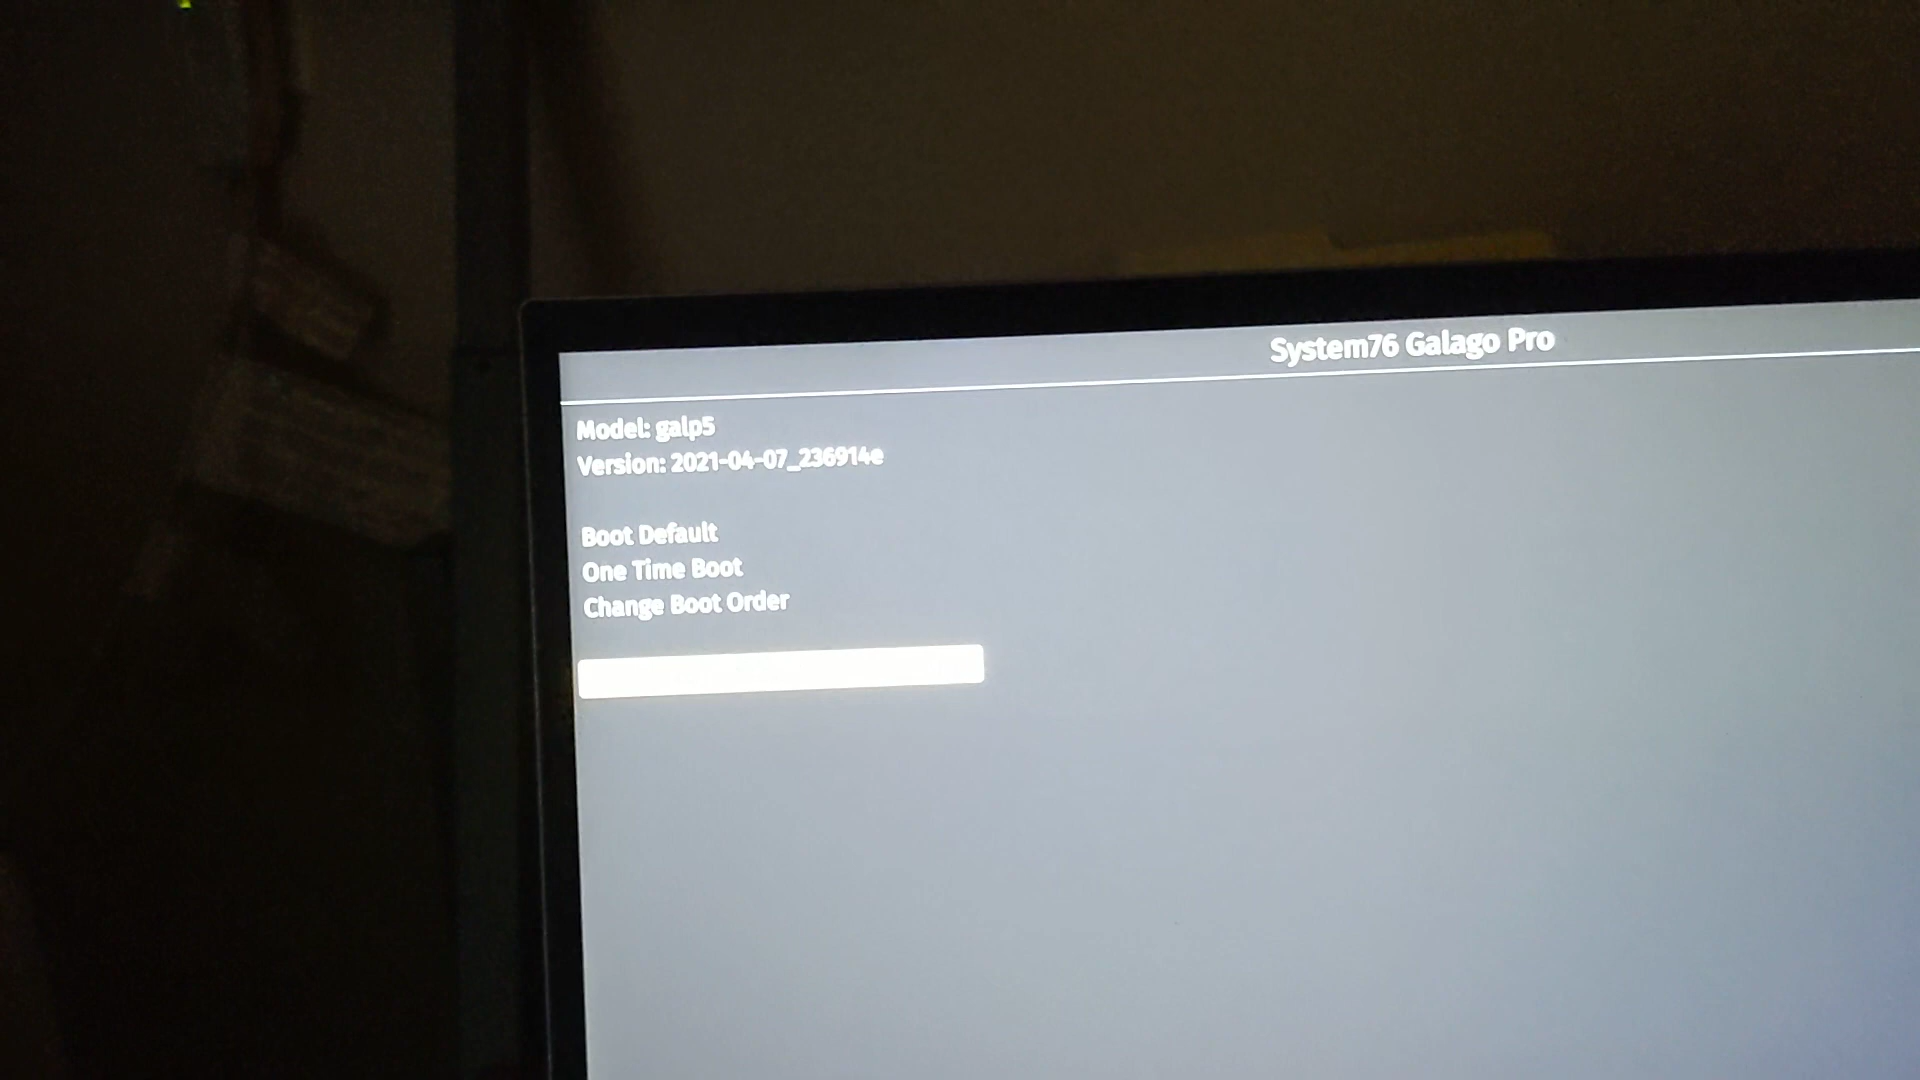 System76 Galago Pro
Model: galp5
Version: 2021-04-07_236914e
Boot Default
One Time Boot
Change Boot Order